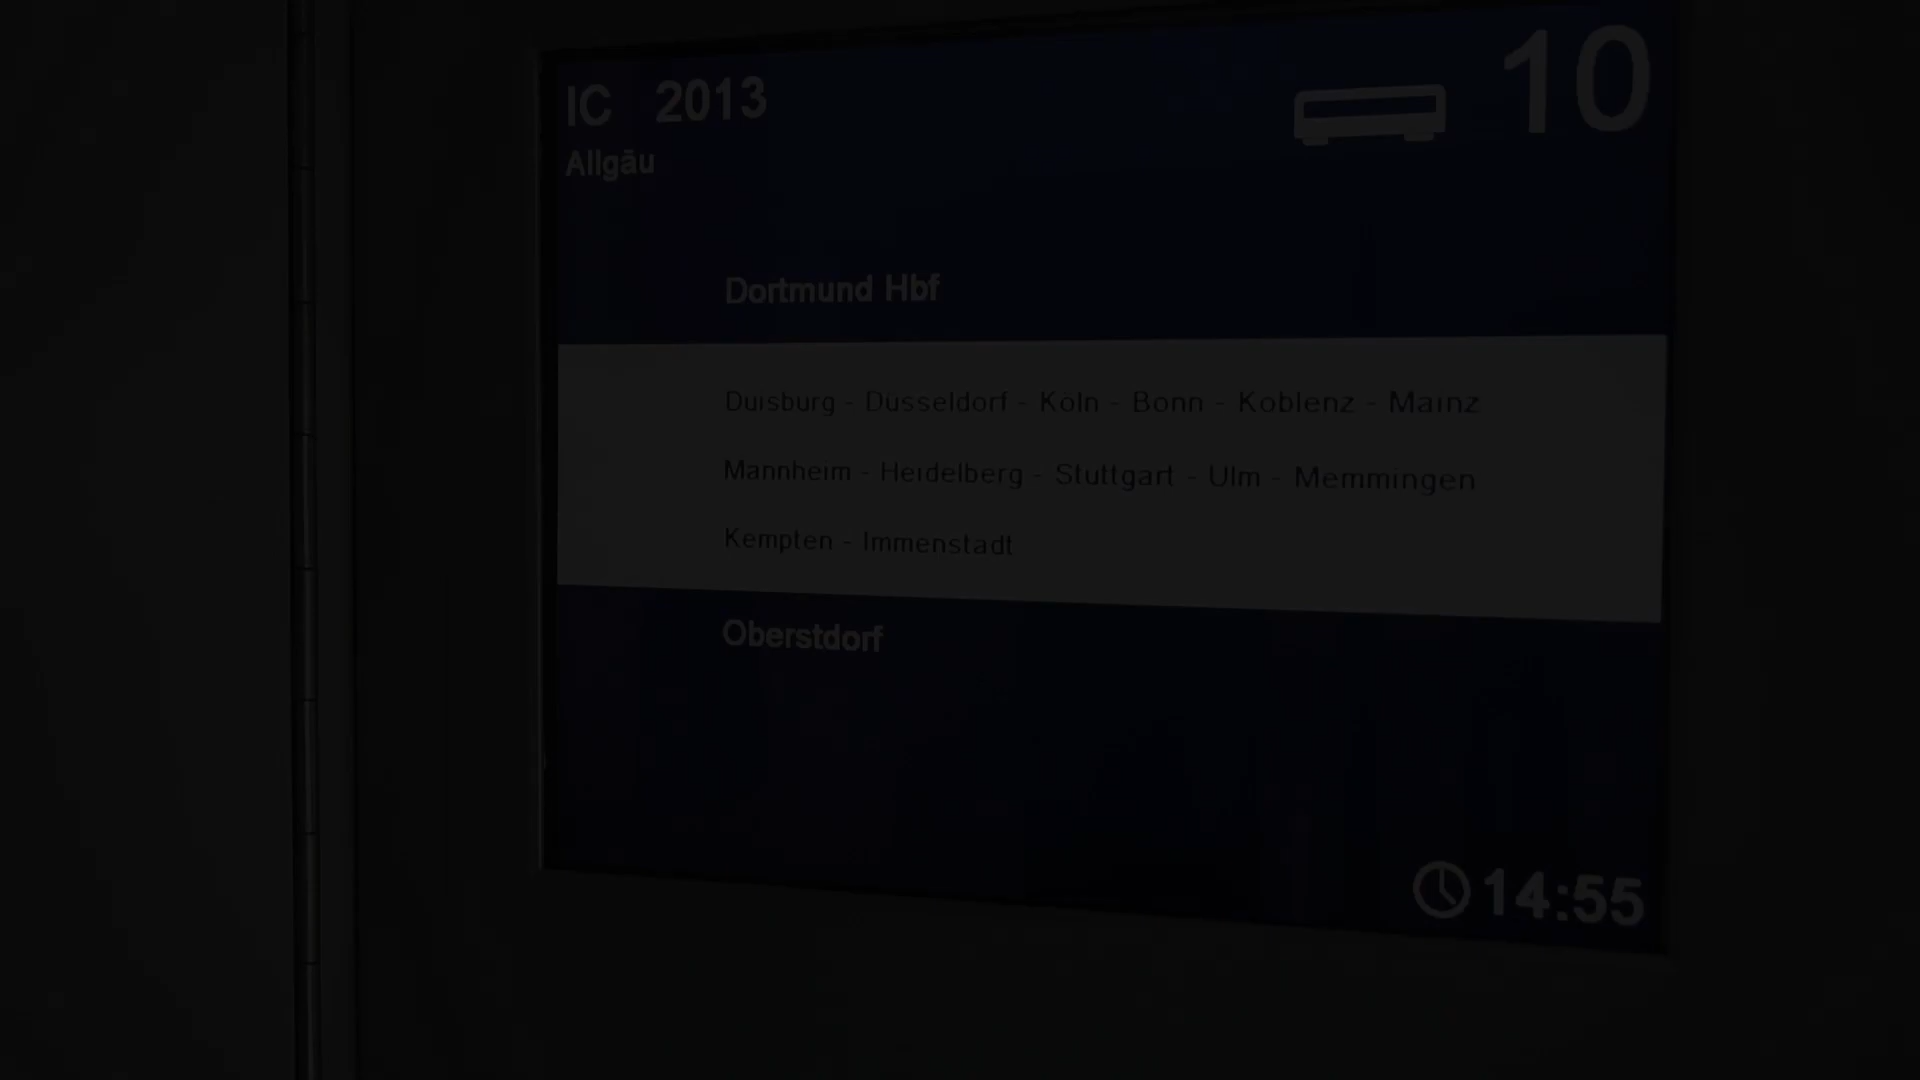 IC 2013 10
Allgäu
Dortmund Hbf
Duisburg - Düsseldorf - Köln - Bonn - Koblenz - Mainz
Mannheim - Heidelberg - Stuttgart - Ulm - Memmingen
Kempten - Immenstadt
Oberstdorf
14:55